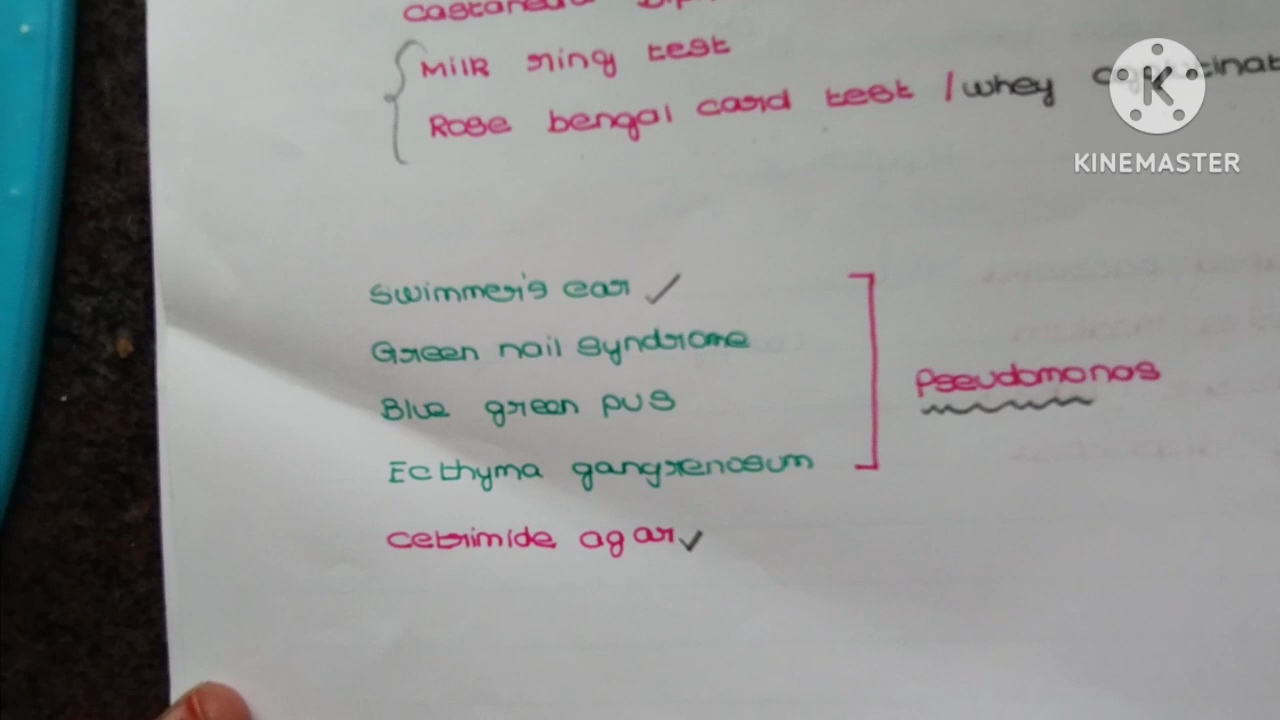 Castaneda
Milk ring test
Rose bengal card test / whey
KINEMASTER
Swimmer's ear ✓
Green nail syndrome
Blue green pus
Pseudomonas
Ecthyma gangrenosum
Cetrimide agar ✓